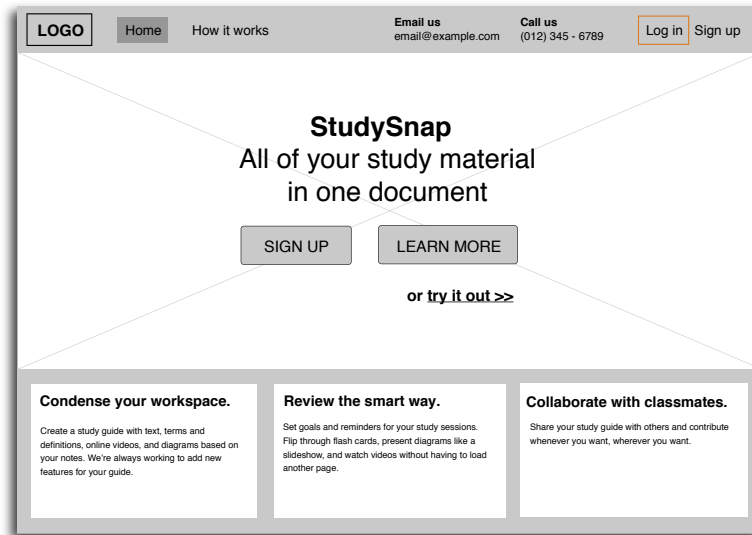 LOGO
Home
How it works
Email us
email@example.com
Call us
(012) 345 - 6789
Log in
Sign up
StudySnap
All of your study material
in one document
SIGN UP
LEARN MORE
or try it out >>
Condense your workspace.
Create a study guide with text, terms and
definitions, online videos, and diagrams based on
your notes. We're always working to add new
features for your guide.
Review the smart way.
Set goals and reminders for your study sessions.
Flip through flash cards, present diagrams like a
slideshow, and watch videos without having to load
another page.
Collaborate with classmates.
Share your study guide with others and contribute
whenever you want, wherever you want.